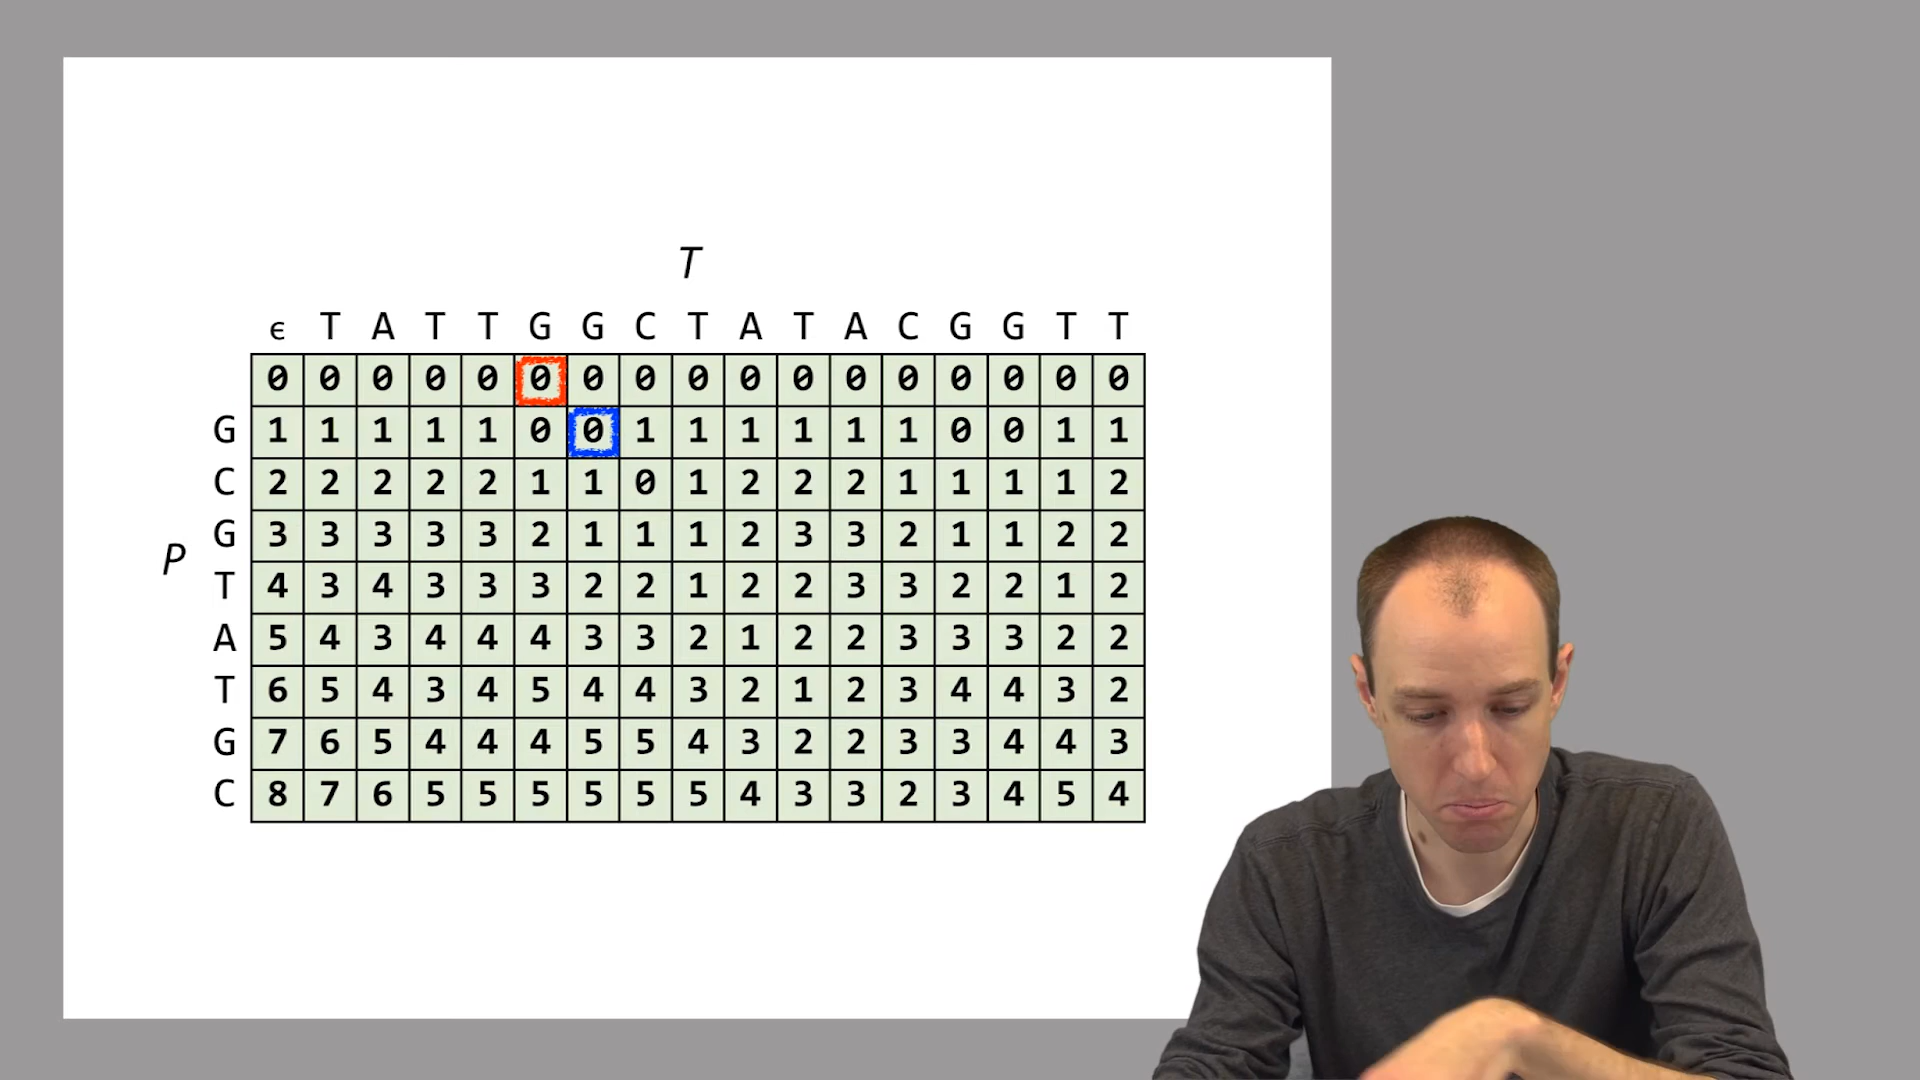 T
ϵ T A T T G G C T A T A C G G T T
0 0 0 0 0 0 0 0 0 0 0 0 0 0 0 0 0
G 1 1 1 1 1 0 0 1 1 1 1 1 1 0 0 1 1
C 2 2 2 2 2 1 1 0 1 2 2 2 1 1 1 1 2
G 3 3 3 3 3 2 1 1 1 2 3 3 2 1 1 2 2
P
T 4 3 4 3 3 3 2 2 1 2 2 3 3 2 2 1 2
A 5 4 3 4 4 4 3 3 2 1 2 2 3 3 3 2 2
T 6 5 4 3 4 5 4 4 3 2 1 2 3 4 4 3 2
G 7 6 5 4 4 4 5 5 4 3 2 2 3 3 4 4 3
C 8 7 6 5 5 5 5 5 5 4 3 3 2 3 4 5 4